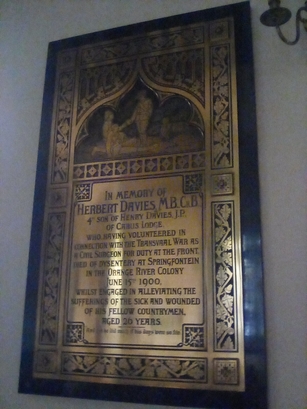 IN MEMORY OF
HERBERT DAVIES, M.B. C.B.
4TH SON OF HENRY DAVIES, J.P.
OF LODGE
WHO HAVING VOLUNTEERED IN
CONNECTION WITH THE TRANSVAAL WAR AS
A CIVIL SURGEON FOR DUTY AT THE FRONT
DIED OF DYSENTERY AT SPRINGFONTEIN
IN THE ORANGE RIVER COLONY
JUNE 15TH 1900,
WHILST ENGAGED IN ALLEVIATING THE
SUFFERINGS OF THE SICK AND WOUNDED
OF HIS FELLOW COUNTRYMEN,
AGED 26 YEARS.